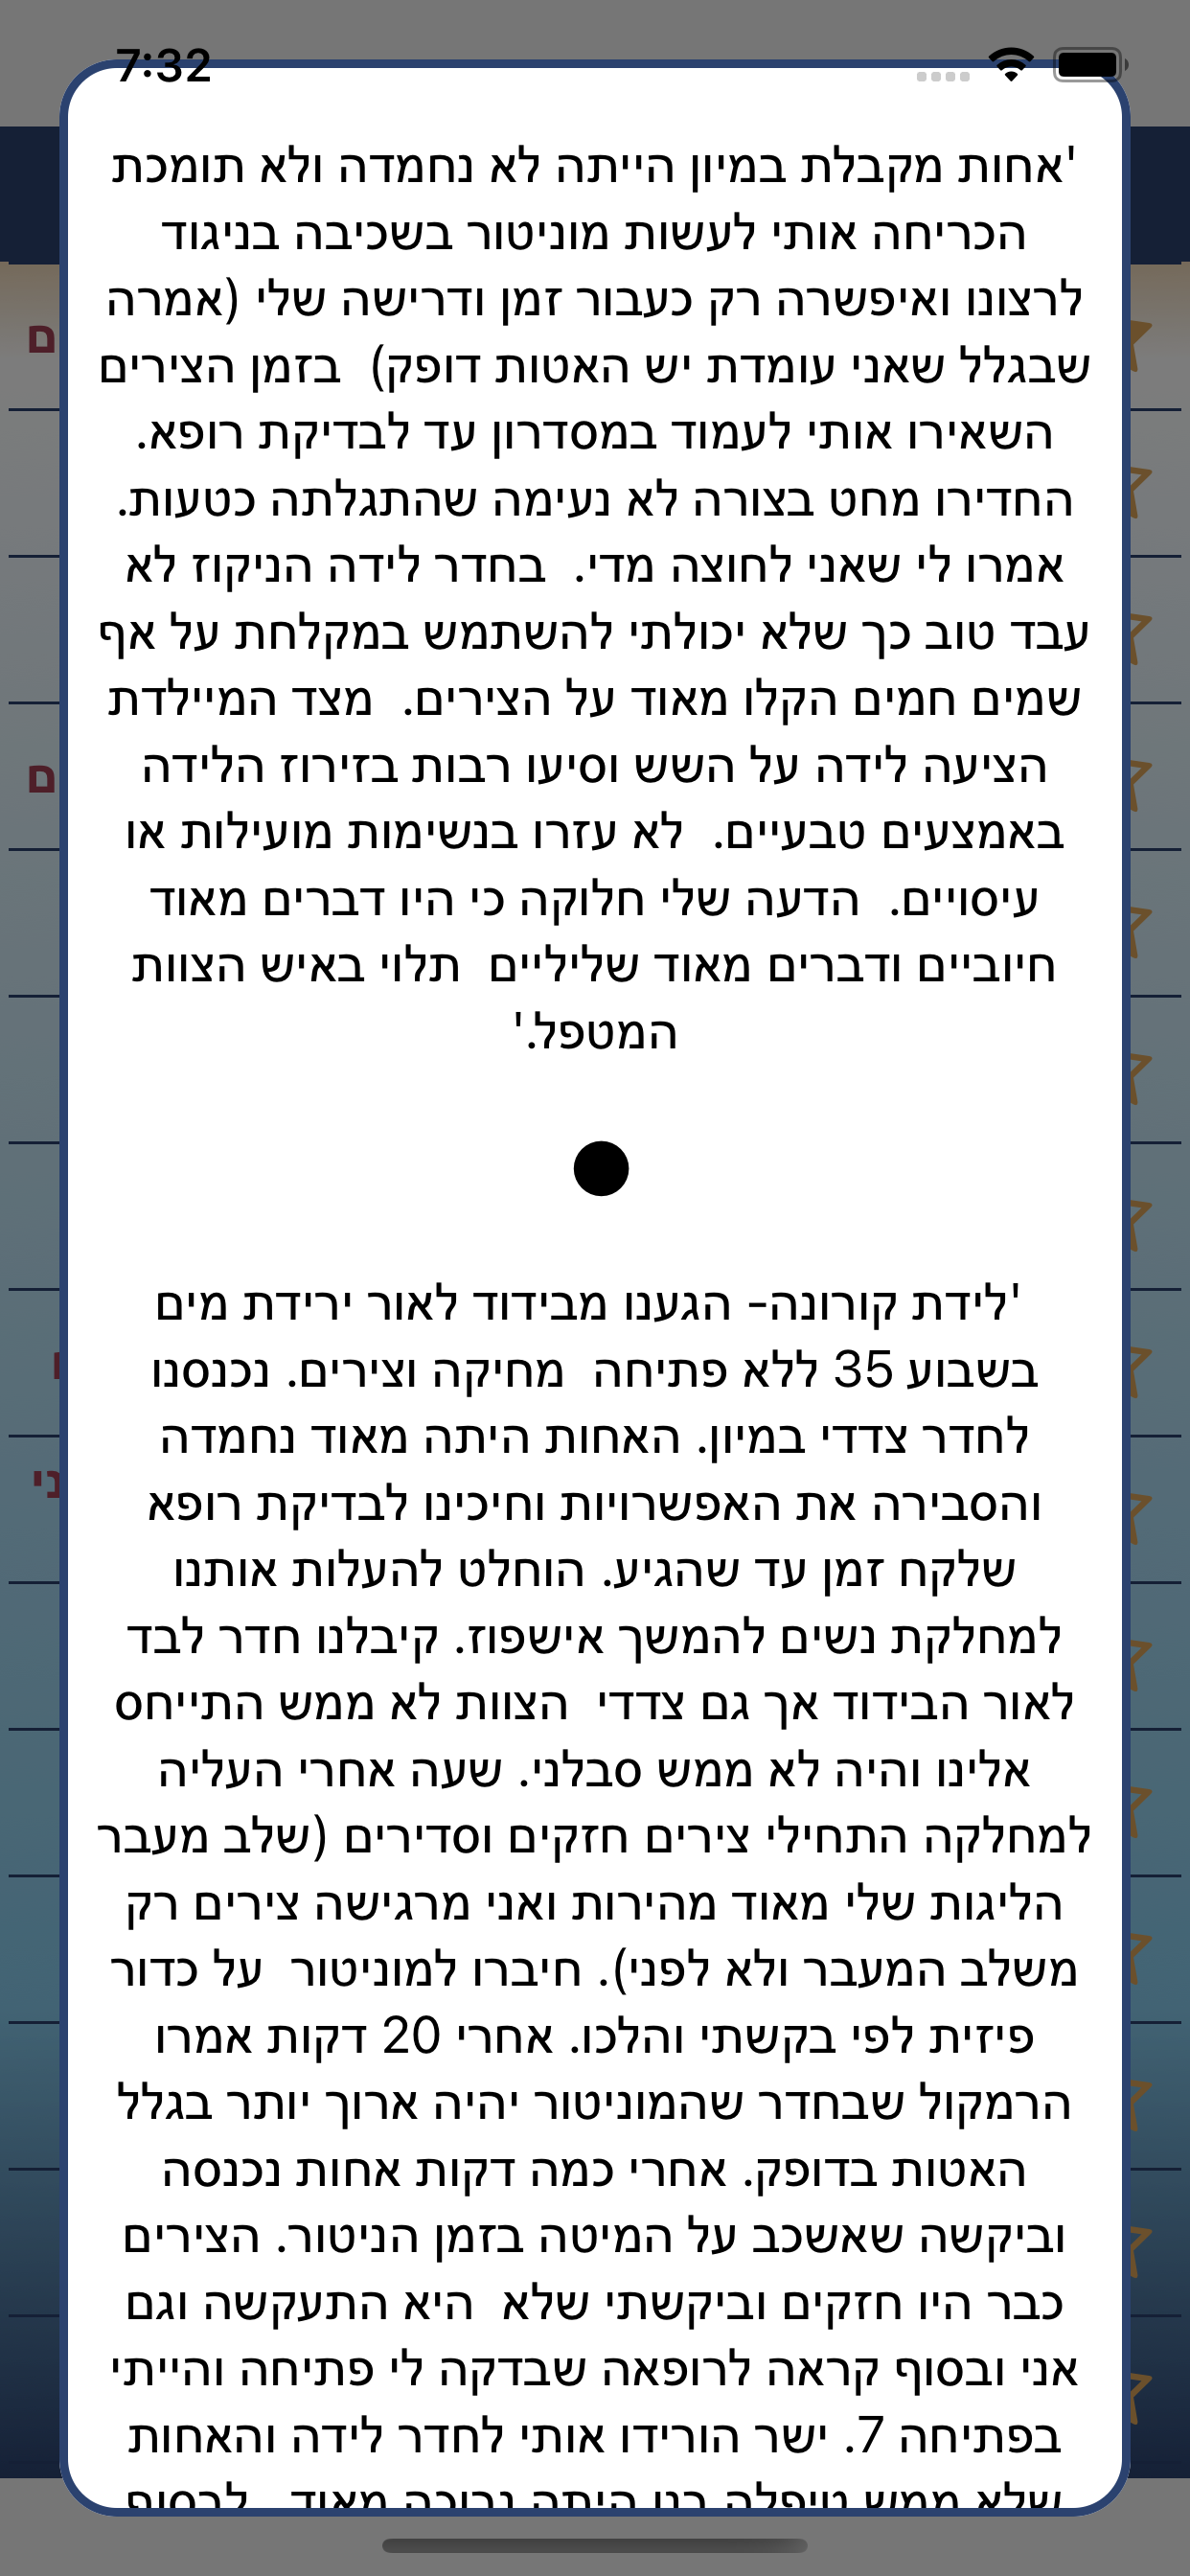 7:32
'אחות מקבלת במיון הייתה לא נחמדה ולא תומכת
הכריחה אותי לעשות מוניטור בשכיבה בניגוד
לרצונו ואיפשרה רק כעבור זמן ודרישה שלי (אמרה
שבגלל שאני עומדת יש האטות דופק)  בזמן הצירים
השאירו אותי לעמוד במסדרון עד לבדיקת רופא.
החדירו מחט בצורה לא נעימה שהתגלתה כטעות.
אמרו לי שאני לחוצה מדי.  בחדר לידה הניקוז לא
עבד טוב כך שלא יכולתי להשתמש במקלחת על אף
שמים חמים הקלו מאוד על הצירים.  מצד המיילדת
הציעה לידה על השש וסיעו רבות בזירוז הלידה
באמצעים טבעיים.  לא עזרו בנשימות מועילות או
עיסויים.  הדעה שלי חלוקה כי היו דברים מאוד
חיוביים ודברים מאוד שליליים  תלוי באיש הצוות
המטפל.'
'לידת קורונה- הגענו מבידוד לאור ירידת מים
בשבוע 35 ללא פתיחה  מחיקה וצירים. נכנסנו
לחדר צדדי במיון. האחות היתה מאוד נחמדה
והסבירה את האפשרויות וחיכינו לבדיקת רופא
שלקח זמן עד שהגיע. הוחלט להעלות אותנו
למחלקת נשים להמשך אישפוז. קיבלנו חדר לבד
לאור הבידוד אך גם צדדי  הצוות לא ממש התייחס
אלינו והיה לא ממש סבלני. שעה אחרי העליה
למחלקה התחילי צירים חזקים וסדירים (שלב מעבר
הליגות שלי מאוד מהירות ואני מרגישה צירים רק
משלב המעבר ולא לפני). חיברו למוניטור  על כדור
פיזית לפי בקשתי והלכו. אחרי 20 דקות אמרו
הרמקול שבחדר שהמוניטור יהיה ארוך יותר בגלל
האטות בדופק. אחרי כמה דקות אחות נכנסה
וביקשה שאשכב על המיטה בזמן הניטור. הצירים
כבר היו חזקים וביקשתי שלא  היא התעקשה וגם
אני ובסוף קראה לרופאה שבדקה לי פתיחה והייתי
בפתיחה 7. ישר הורידו אותי לחדר לידה והאחות
שלא ממש טיפלה בנו היתה נבוכה מאוד.  לבסוף